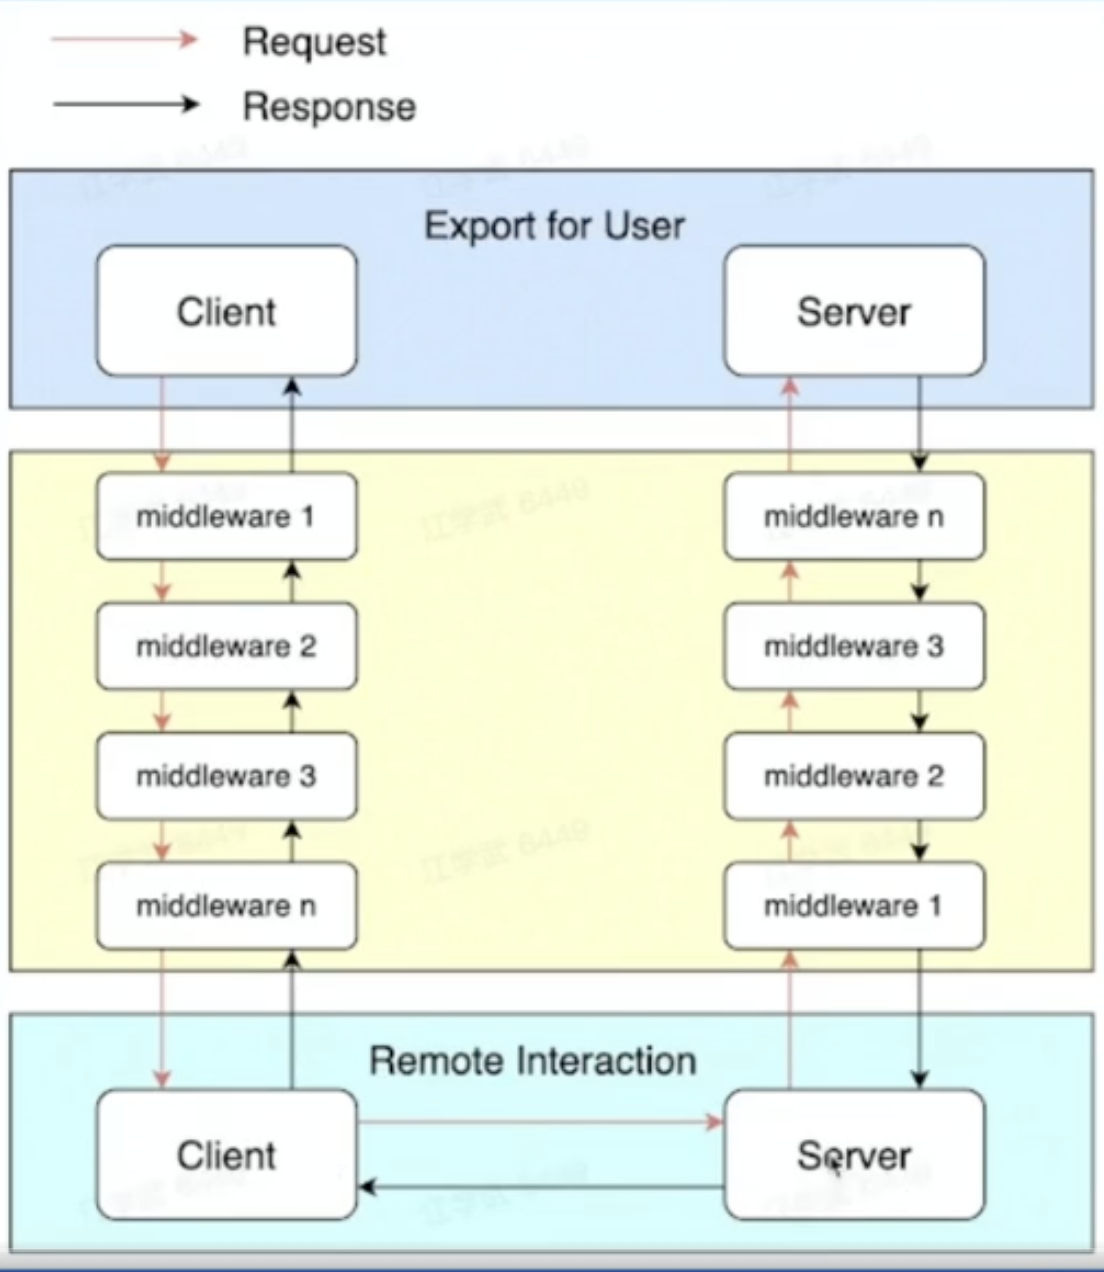 Request
Response
Export for User
Client
Server
middleware 1
middleware n
middleware 2
middleware 3
middleware 3
middleware 2
middleware n
middleware 1
Remote Interaction
Client
Server